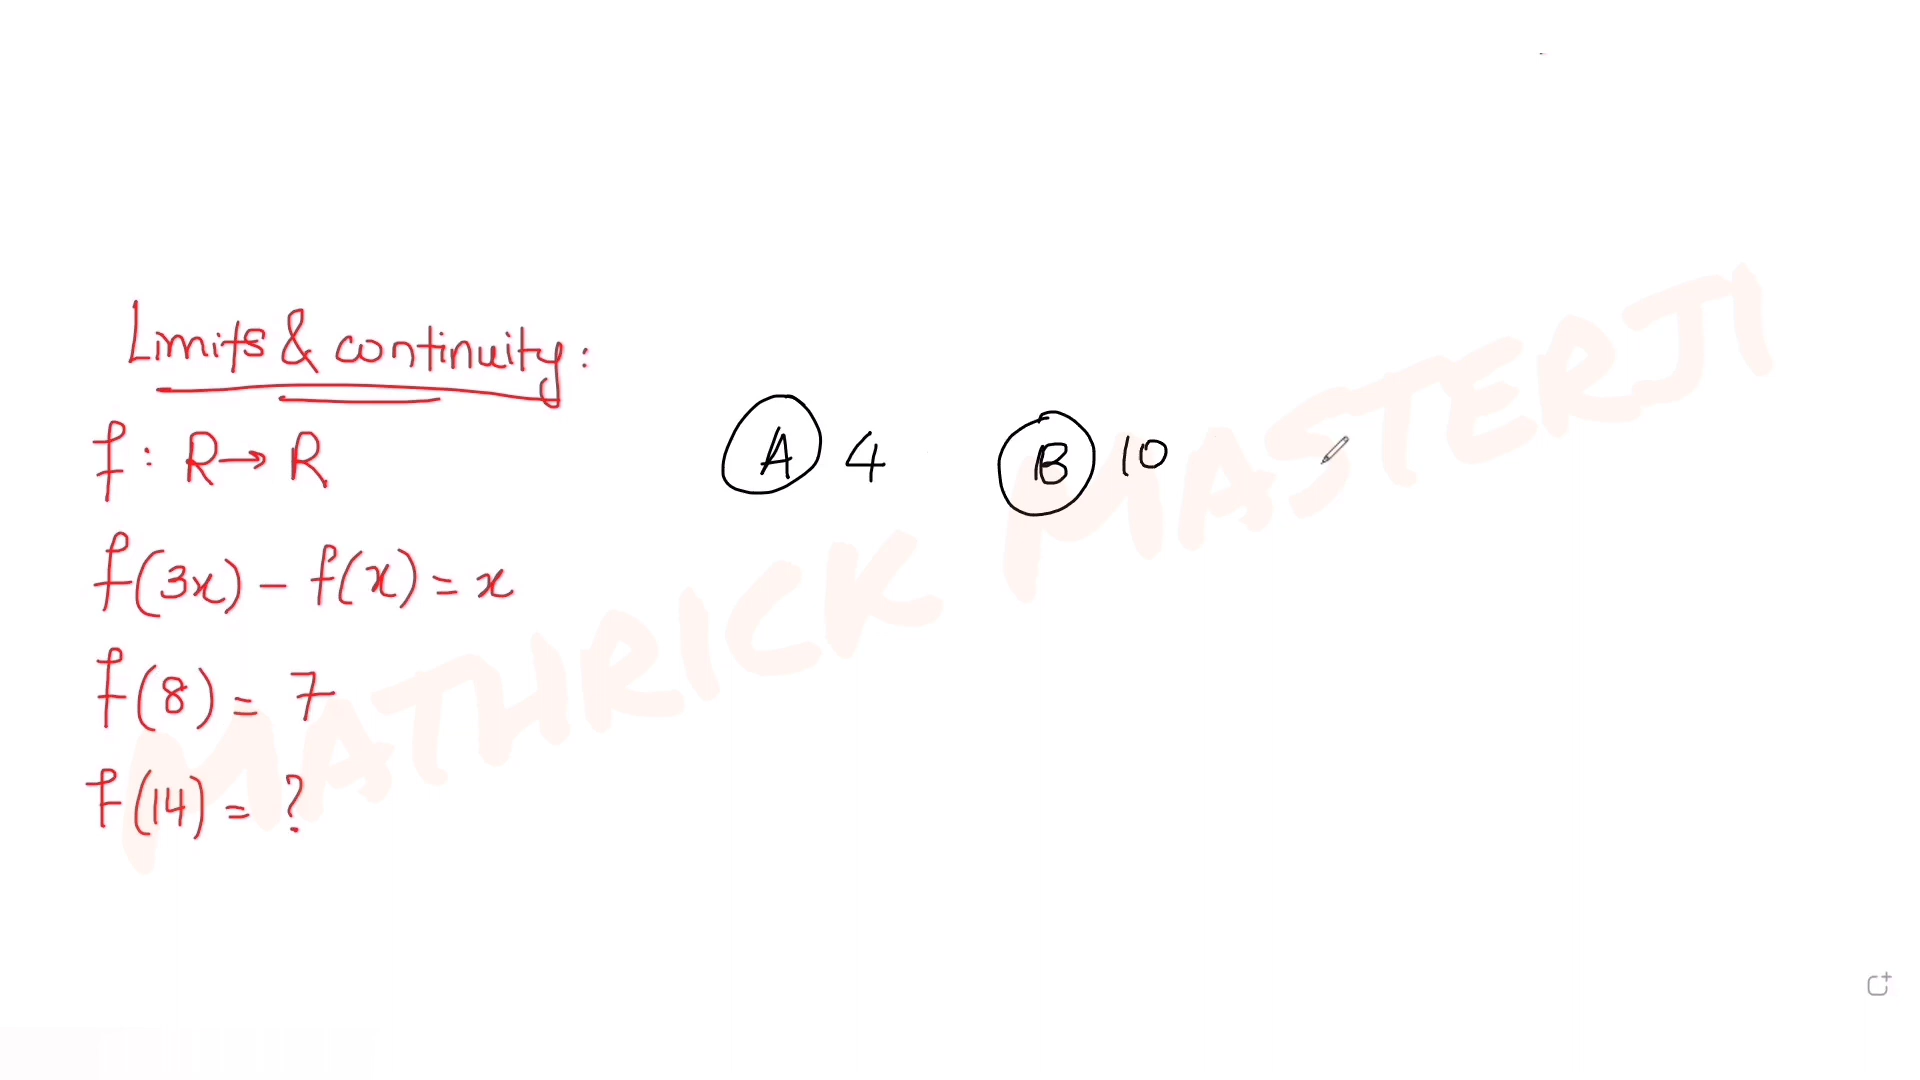 Limits & continuity:
f: R→R
A 4 B 10
f(3x) - f(x) = x
f(8) = 7
f(14) = ?
MATHRICK MASTERJI